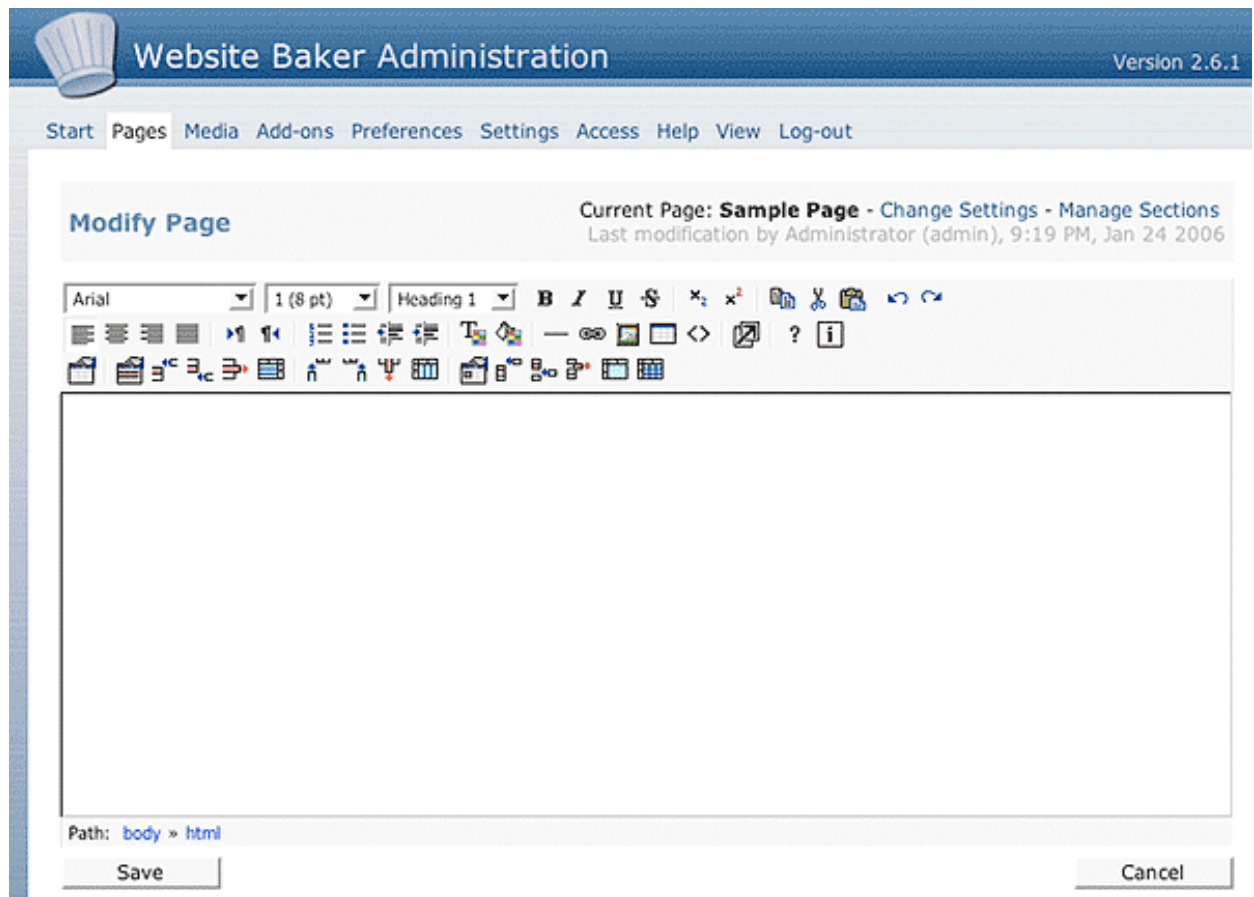 Website Baker Administration
Version 2.6.1
Start Pages Media Add-ons Preferences Settings Access Help View Log-out
Modify Page
Current Page: Sample Page - Change Settings - Manage Sections
Last modification by Administrator (admin), 9:19 PM, Jan 24 2006
Arial 1 (8 pt) Heading 1 B I U S x₂ x²
? i
Path: body » html
Save Cancel